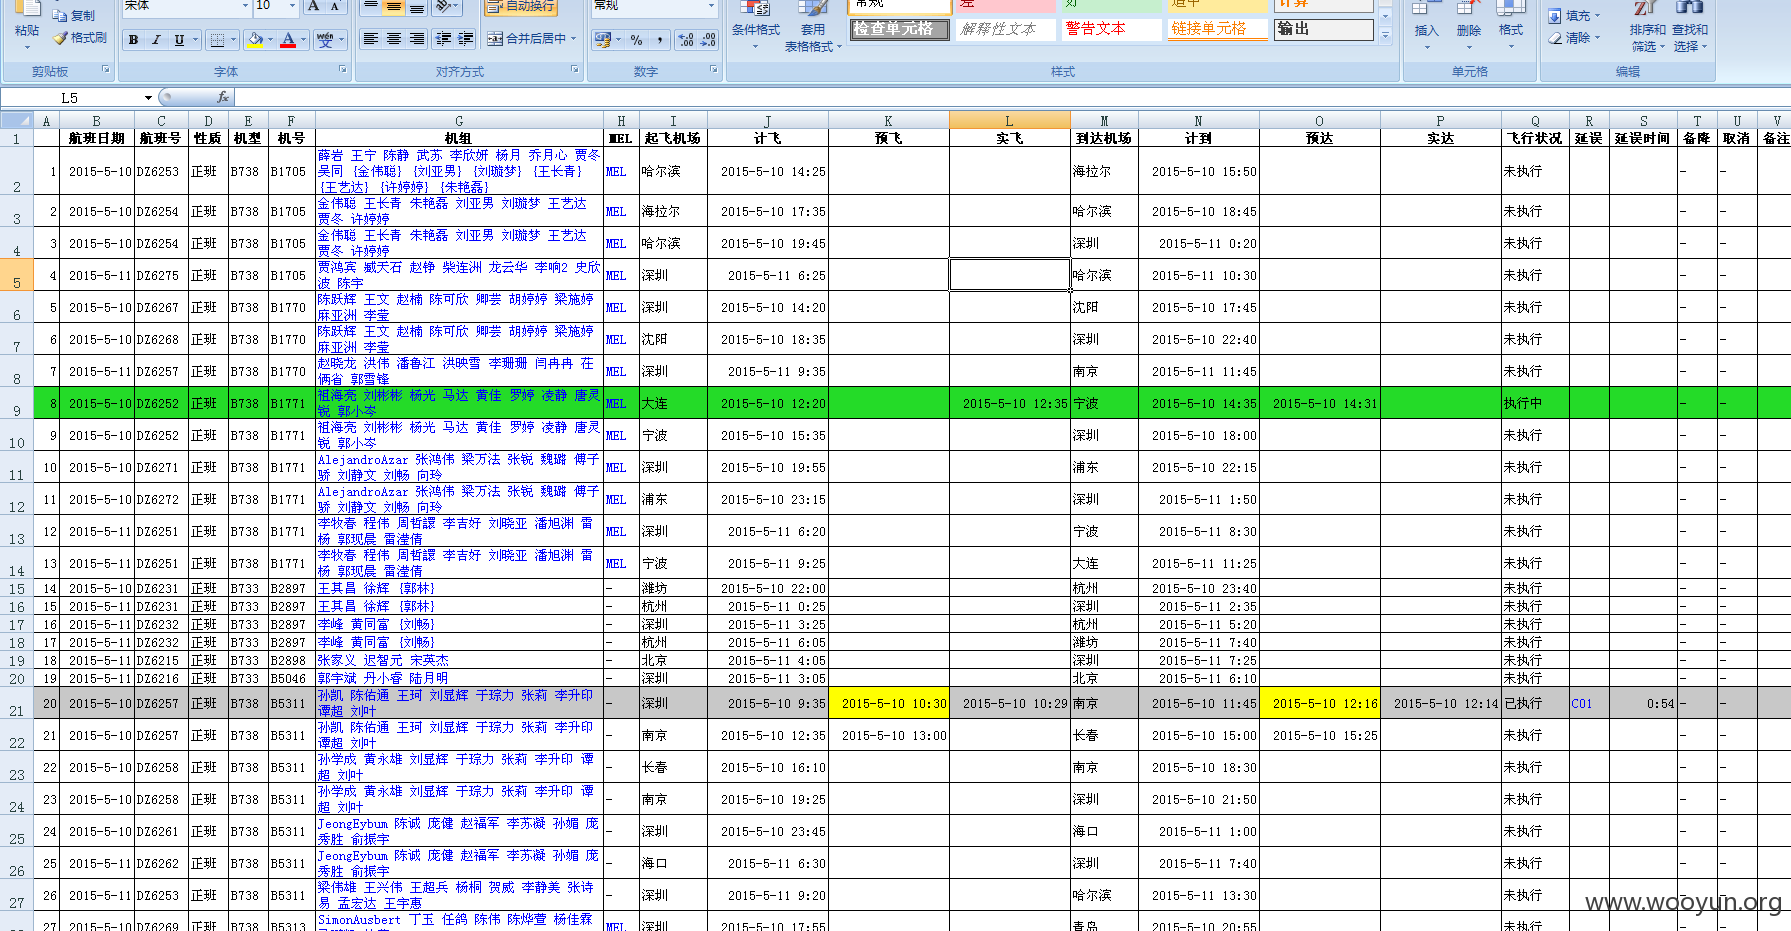 宋体 10 A A 自动换行 常规 常规 差 好 适中 计算
粘贴 复制 格式刷 B I U 合并后居中 % , 条件格式 套用 表格格式 检查单元格 解释性文本 警告文本 链接单元格 输出 插入 删除 格式 填充 清除 排序和 筛选 查找和 选择
剪贴板 字体 对齐方式 数字 样式 单元格 编辑
L5 fx
A B C D E F G H I J K L M N O P Q R S T U V
1 航班日期 航班号 性质 机型 机号 机组 MEL 起飞机场 计飞 预飞 实飞 到达机场 计到 预达 实达 飞行状况 延误 延误时间 备降 取消 备注
薛岩 王宁 陈静 武苏 李欣妍 杨月 乔月心 贾冬
2 1 2015-5-10 DZ6253 正班 B738 B1705 吴同 {金伟聪} {刘亚男} {刘璇梦} {王长青} MEL 哈尔滨 2015-5-10 14:25 海拉尔 2015-5-10 15:50 未执行 - -
{王艺达} {许婷婷} {朱艳磊}
金伟聪 王长青 朱艳磊 刘亚男 刘璇梦 王艺达
3 2 2015-5-10 DZ6254 正班 B738 B1705 贾冬 许婷婷 MEL 海拉尔 2015-5-10 17:35 哈尔滨 2015-5-10 18:45 未执行 - -
金伟聪 王长青 朱艳磊 刘亚男 刘璇梦 王艺达
4 3 2015-5-10 DZ6254 正班 B738 B1705 贾冬 许婷婷 MEL 哈尔滨 2015-5-10 19:45 深圳 2015-5-11 0:20 未执行 - -
贾鸿宾 臧天石 赵铮 柴连洲 龙云华 李响2 史欣
5 4 2015-5-11 DZ6275 正班 B738 B1705 波 陈宇 MEL 深圳 2015-5-11 6:25 哈尔滨 2015-5-11 10:30 未执行 - -
陈跃辉 王文 赵楠 陈可欣 卿芸 胡婷婷 梁施婷
6 5 2015-5-10 DZ6267 正班 B738 B1770 麻亚洲 李莹 MEL 深圳 2015-5-10 14:20 沈阳 2015-5-10 17:45 未执行 - -
陈跃辉 王文 赵楠 陈可欣 卿芸 胡婷婷 梁施婷
7 6 2015-5-10 DZ6268 正班 B738 B1770 麻亚洲 李莹 MEL 沈阳 2015-5-10 18:35 深圳 2015-5-10 22:40 未执行 - -
赵晓龙 洪伟 潘鲁江 洪映雪 李珊珊 闫冉冉 茌
8 7 2015-5-11 DZ6257 正班 B738 B1770 俩省 郭雪锋 MEL 深圳 2015-5-11 9:35 南京 2015-5-11 11:45 未执行 - -
祖海亮 刘彬彬 杨光 马达 黄佳 罗婷 凌静 唐灵
9 8 2015-5-10 DZ6252 正班 B738 B1771 锐 郭小岑 MEL 大连 2015-5-10 12:20 2015-5-10 12:35 宁波 2015-5-10 14:35 2015-5-10 14:31 执行中 - -
祖海亮 刘彬彬 杨光 马达 黄佳 罗婷 凌静 唐灵
10 9 2015-5-10 DZ6252 正班 B738 B1771 锐 郭小岑 MEL 宁波 2015-5-10 15:35 深圳 2015-5-10 18:00 未执行 - -
AlejandroAzar 张鸿伟 梁万法 张锐 魏璐 傅子
11 10 2015-5-10 DZ6271 正班 B738 B1771 骄 刘静文 刘畅 向玲 MEL 深圳 2015-5-10 19:55 浦东 2015-5-10 22:15 未执行 - -
AlejandroAzar 张鸿伟 梁万法 张锐 魏璐 傅子
12 11 2015-5-10 DZ6272 正班 B738 B1771 骄 刘静文 刘畅 向玲 MEL 浦东 2015-5-10 23:15 深圳 2015-5-11 1:50 未执行 - -
李牧春 程伟 周哲譞 李吉好 刘晓亚 潘旭渊 雷
13 12 2015-5-11 DZ6251 正班 B738 B1771 杨 郭现晨 雷滢倩 MEL 深圳 2015-5-11 6:20 宁波 2015-5-11 8:30 未执行 - -
李牧春 程伟 周哲譞 李吉好 刘晓亚 潘旭渊 雷
14 13 2015-5-11 DZ6251 正班 B738 B1771 杨 郭现晨 雷滢倩 MEL 宁波 2015-5-11 9:25 大连 2015-5-11 11:25 未执行 - -
15 14 2015-5-10 DZ6231 正班 B733 B2897 王其昌 徐辉 {郭林} - 潍坊 2015-5-10 22:00 杭州 2015-5-10 23:40 未执行 - -
16 15 2015-5-11 DZ6231 正班 B733 B2897 王其昌 徐辉 {郭林} - 杭州 2015-5-11 0:25 深圳 2015-5-11 2:35 未执行 - -
17 16 2015-5-11 DZ6232 正班 B733 B2897 李峰 黄同富 {刘畅} - 深圳 2015-5-11 3:25 杭州 2015-5-11 5:20 未执行 - -
18 17 2015-5-11 DZ6232 正班 B733 B2897 李峰 黄同富 {刘畅} - 杭州 2015-5-11 6:05 潍坊 2015-5-11 7:40 未执行 - -
19 18 2015-5-11 DZ6215 正班 B733 B2898 张家义 迟智元 宋英杰 - 北京 2015-5-11 4:05 深圳 2015-5-11 7:25 未执行 - -
20 19 2015-5-11 DZ6216 正班 B733 B5046 郭宇斌 丹小睿 陆月明 - 深圳 2015-5-11 3:05 北京 2015-5-11 6:10 未执行 - -
孙凯 陈佑通 王珂 刘显辉 于琮力 张莉 李升印
21 20 2015-5-10 DZ6257 正班 B738 B5311 谭超 刘叶 - 深圳 2015-5-10 9:35 2015-5-10 10:30 2015-5-10 10:29 南京 2015-5-10 11:45 2015-5-10 12:16 2015-5-10 12:14 已执行 C01 0:54 - -
孙凯 陈佑通 王珂 刘显辉 于琮力 张莉 李升印
22 21 2015-5-10 DZ6257 正班 B738 B5311 谭超 刘叶 - 南京 2015-5-10 12:35 2015-5-10 13:00 长春 2015-5-10 15:00 2015-5-10 15:25 未执行 - -
孙学成 黄永雄 刘显辉 于琮力 张莉 李升印 谭
23 22 2015-5-10 DZ6258 正班 B738 B5311 超 刘叶 - 长春 2015-5-10 16:10 南京 2015-5-10 18:30 未执行 - -
孙学成 黄永雄 刘显辉 于琮力 张莉 李升印 谭
24 23 2015-5-10 DZ6258 正班 B738 B5311 超 刘叶 - 南京 2015-5-10 19:25 深圳 2015-5-10 21:50 未执行 - -
JeongEybum 陈诚 庞健 赵福军 李苏凝 孙媚 庞
25 24 2015-5-10 DZ6261 正班 B738 B5311 秀胜 俞振宇 - 深圳 2015-5-10 23:45 海口 2015-5-11 1:00 未执行 - -
JeongEybum 陈诚 庞健 赵福军 李苏凝 孙媚 庞
26 25 2015-5-11 DZ6262 正班 B738 B5311 秀胜 俞振宇 - 海口 2015-5-11 6:30 深圳 2015-5-11 7:40 未执行 - -
梁伟雄 王兴伟 王超兵 杨桐 贺威 李静美 张诗
27 26 2015-5-11 DZ6253 正班 B738 B5311 易 孟宏达 王宇惠 - 深圳 2015-5-11 9:20 哈尔滨 2015-5-11 13:30 未执行 - -
SimonAusbert 丁玉 任鸽 陈伟 陈烨萱 杨佳霖
27 2015-5-10 DZ6269 正班 B738 B5313 MEL 深圳 2015-5-10 17:55 青岛 2015-5-10 20:55 未执行 - -
www.wooyun.org